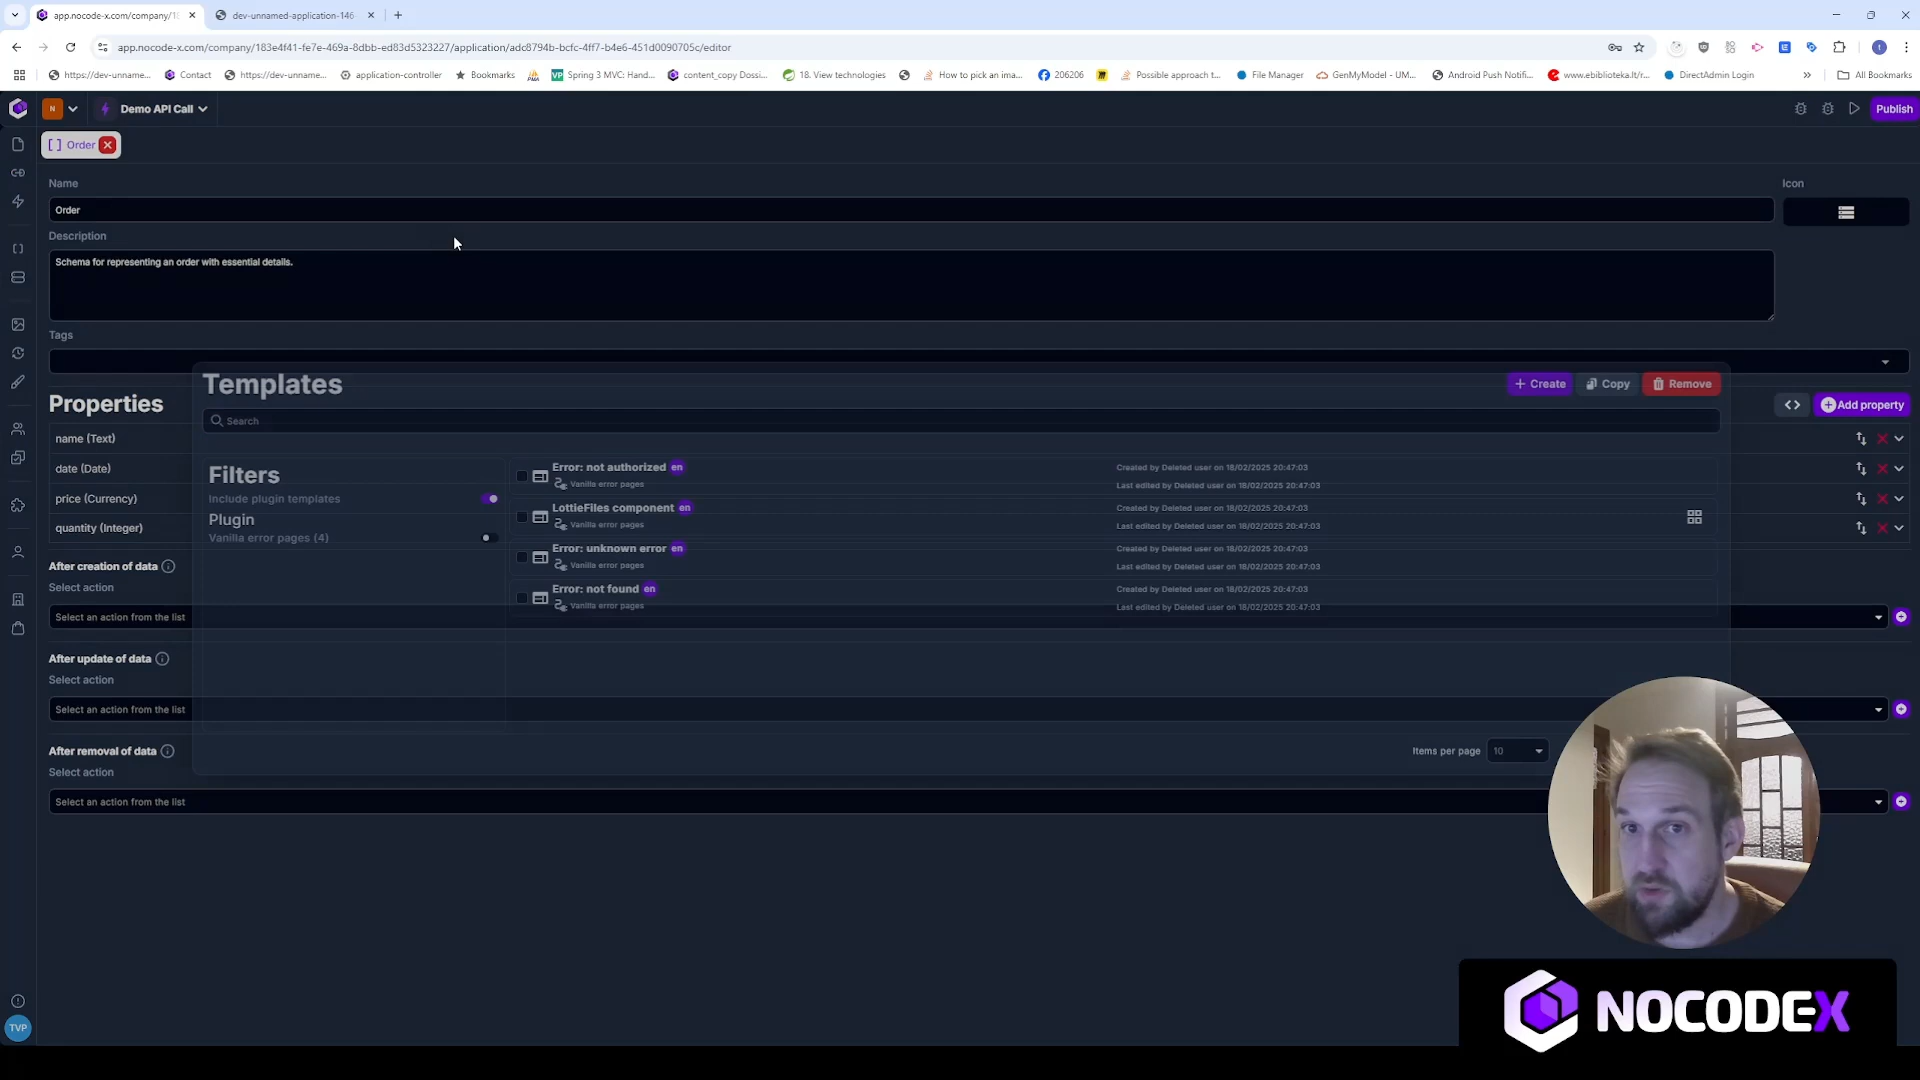 app.nocode-x.com/company/18
dev-unnamed-application-146
app.nocode-x.com/company/183e4f41-fe7e-469a-8dbb-ed83d5323227/application/adc8794b-bcfc-4ff7-b4e6-451d0090705c/editor
https://dev-unname...
Contact
https://dev-unname...
application-controller
Bookmarks
Spring 3 MVC: Hand...
content_copy Dossi...
18. View technologies
How to pick an ima...
206206
Possible approach t...
File Manager
GenMyModel - UM...
Android Push Notifi...
www.ebiblioteka.lt/r...
DirectAdmin Login
All Bookmarks
N
Demo API Call
Publish
[ ] Order
Name
Icon
Order
Description
Schema for representing an order with essential details.
Tags
Templates
+ Create
Copy
Remove
Properties
Add property
Search
name (Text)
date (Date)
price (Currency)
quantity (Integer)
Filters
Include plugin templates
Plugin
Vanilla error pages (4)
Error: not authorized en
Vanilla error pages
Created by Deleted user on 18/02/2025 20:47:03
Last edited by Deleted user on 18/02/2025 20:47:03
LottieFiles component en
Vanilla error pages
Created by Deleted user on 18/02/2025 20:47:03
Last edited by Deleted user on 18/02/2025 20:47:03
Error: unknown error en
Vanilla error pages
Created by Deleted user on 18/02/2025 20:47:03
Last edited by Deleted user on 18/02/2025 20:47:03
Error: not found en
Vanilla error pages
Created by Deleted user on 18/02/2025 20:47:03
Last edited by Deleted user on 18/02/2025 20:47:03
After creation of data
Select action
Select an action from the list
After update of data
Select action
Select an action from the list
After removal of data
Select action
Items per page
10
Select an action from the list
TVP
NOCODEX